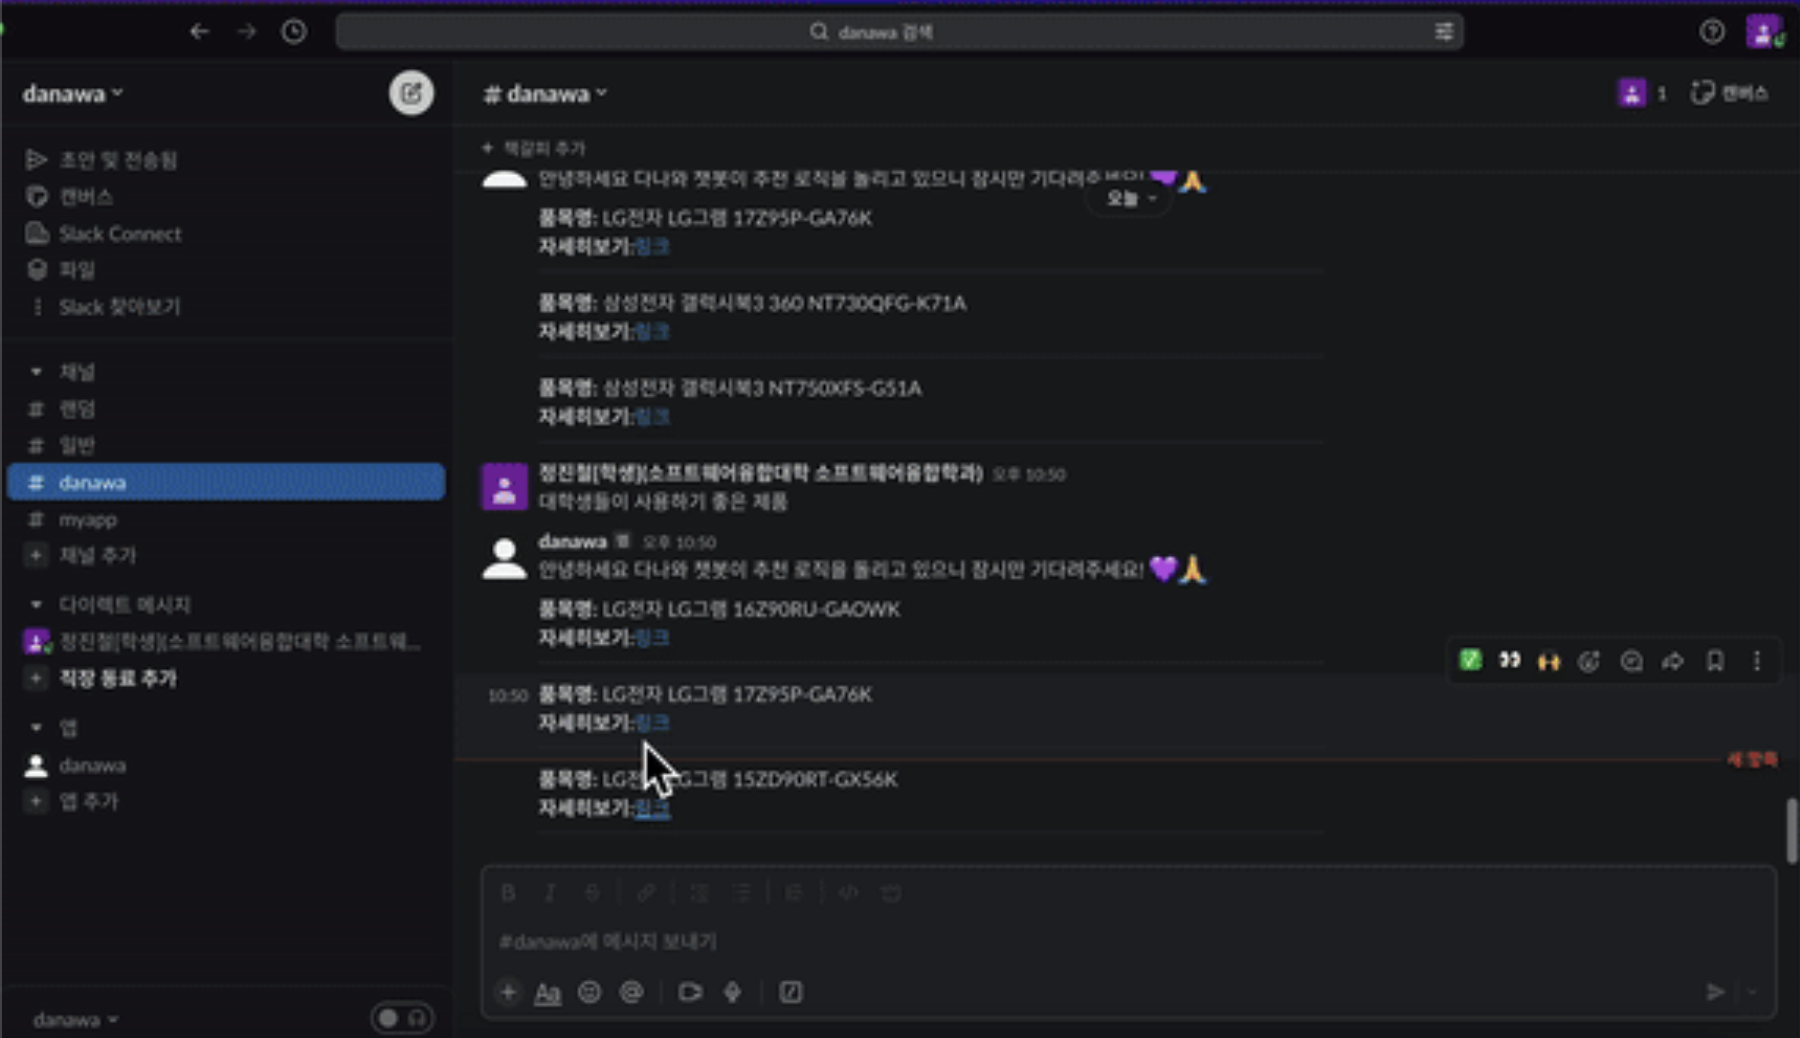 danawa 검색
danawa
초안 및 전송됨
캔버스
Slack Connect
파일
Slack 찾아보기
채널
# 랜덤
# 일반
# danawa
# myapp
+ 채널 추가
다이렉트 메시지
정진철[학생](소프트웨어융합대학 소프트웨...
+ 직장 동료 추가
앱
danawa
+ 앱 추가
danawa
# danawa
1 캔버스
+ 책갈피 추가
안녕하세요 다나와 챗봇이 추천 로직을 돌리고 있으니 잠시만 기다려주세요! 💜🙏
오늘
품목명: LG전자 LG그램 17Z95P-GA76K
자세히보기:링크
품목명: 삼성전자 갤럭시북3 360 NT730QFG-K71A
자세히보기:링크
품목명: 삼성전자 갤럭시북3 NT750XFS-G51A
자세히보기:링크
정진철[학생](소프트웨어융합대학 소프트웨어융합학과) 오후 10:50
대학생들이 사용하기 좋은 제품
danawa 앱 오후 10:50
안녕하세요 다나와 챗봇이 추천 로직을 돌리고 있으니 잠시만 기다려주세요! 💜🙏
품목명: LG전자 LG그램 16Z90RU-GAOWK
자세히보기:링크
10:50 품목명: LG전자 LG그램 17Z95P-GA76K
자세히보기:링크
새 항목
품목명: LG전자 LG그램 15ZD90RT-GX56K
자세히보기:링크
B I S
#danawa에 메시지 보내기
+ Aa @